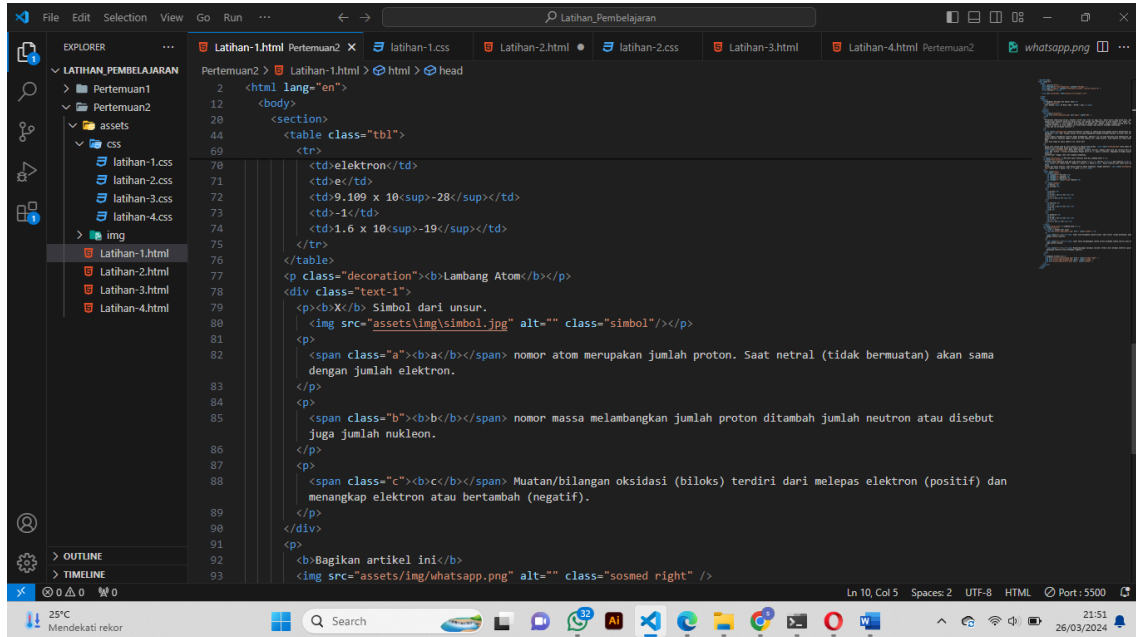 File Edit Selection View Go Run ··· Latihan_Pembelajaran
EXPLORER ···
Latihan-1.html Pertemuan2 latihan-1.css Latihan-2.html latihan-2.css Latihan-3.html Latihan-4.html Pertemuan2 whatsapp.png ···
LATIHAN_PEMBELAJARAN
Pertemuan1
Pertemuan2
assets
css
latihan-1.css
latihan-2.css
latihan-3.css
latihan-4.css
img
Latihan-1.html
Latihan-2.html
Latihan-3.html
Latihan-4.html
OUTLINE
TIMELINE
1
1
Pertemuan2 > Latihan-1.html > html > head
2 <html lang="en">
12 <body>
20 <section>
44 <table class="tbl">
69 <tr>
70 <td>elektron</td>
71 <td>e</td>
72 <td>9.109 x 10<sup>-28</sup></td>
73 <td>-1</td>
74 <td>1.6 x 10<sup>-19</sup></td>
75 </tr>
76 </table>
77 <p class="decoration"><b>Lambang Atom</b></p>
78 <div class="text-1">
79 <p><b>X</b> Simbol dari unsur.
80 <img src="assets\img\simbol.jpg" alt="" class="simbol"/></p>
81 <p>
82 <span class="a"><b>a</b></span> nomor atom merupakan jumlah proton. Saat netral (tidak bermuatan) akan sama
dengan jumlah elektron.
83 </p>
84 <p>
85 <span class="b"><b>b</b></span> nomor massa melambangkan jumlah proton ditambah jumlah neutron atau disebut
juga jumlah nukleon.
86 </p>
87 <p>
88 <span class="c"><b>c</b></span> Muatan/bilangan oksidasi (biloks) terdiri dari melepas elektron (positif) dan
menangkap elektron atau bertambah (negatif).
89 </p>
90 </div>
91 <p>
92 <b>Bagikan artikel ini</b>
93 <img src="assets/img/whatsapp.png" alt="" class="sosmed right" />
0 0 0 Ln 10, Col 5 Spaces: 2 UTF-8 HTML Port : 5500
25°C
Mendekati rekor
Search
32
Ai
21:51
26/03/2024